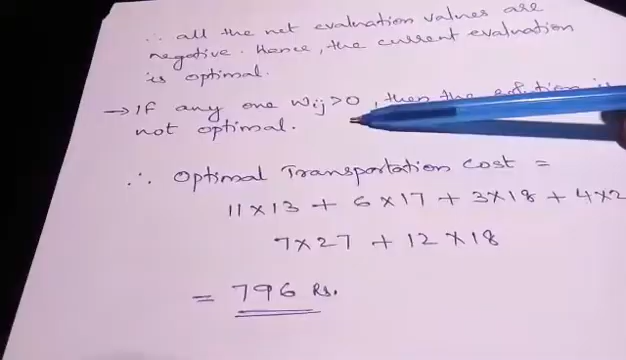 ∴ all the net evaluation values are
negative. Hence, the current evaluation
is optimal.
→ If any one Wij>0, then the
not optimal.
∴ Optimal Transportation cost =
11×13 + 6×17 + 3×18 + 4×2
7×27 + 12×18
= 796 Rs.